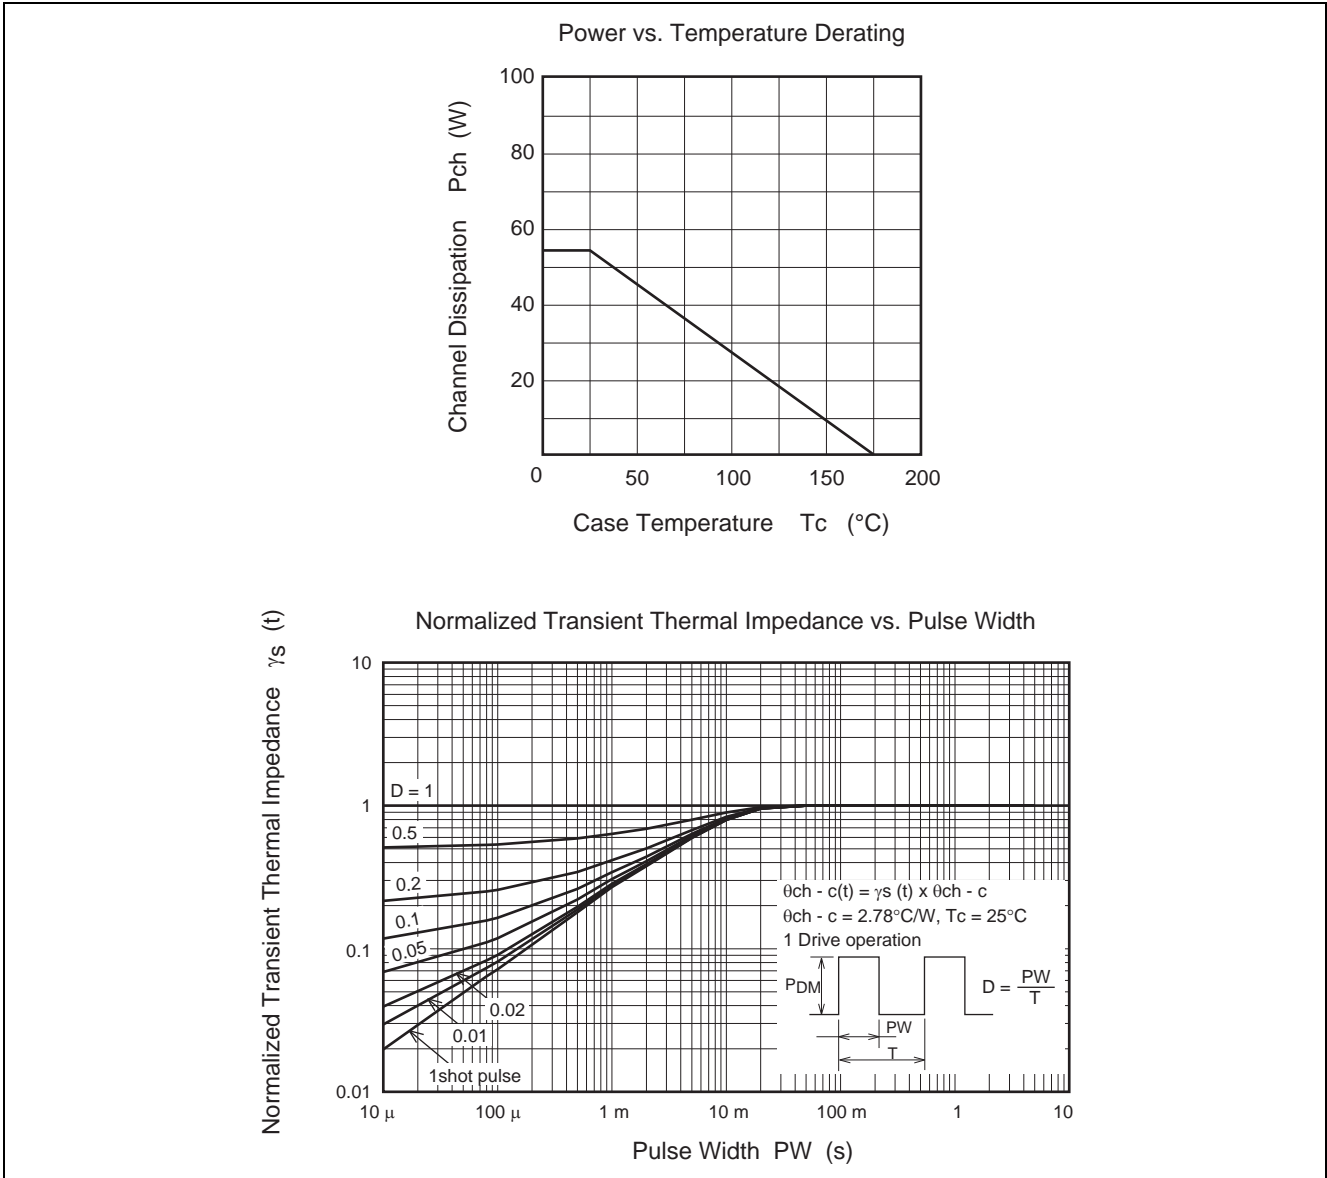 Power vs. Temperature Derating
Channel Dissipation Pch (W)
100
80
60
40
20
0
50
100
150
200
Case Temperature Tc (°C)
Normalized Transient Thermal Impedance vs. Pulse Width
Normalized Transient Thermal Impedance γs (t)
10
1
0.1
0.01
D = 1
0.5
0.2
0.1
0.05
0.02
0.01
1shot pulse
θch - c(t) = γs (t) x θch - c
θch - c = 2.78°C/W, Tc = 25°C
1 Drive operation
PDM
PW
T
D = PW
T
10 μ
100 μ
1 m
10 m
100 m
1
10
Pulse Width PW (s)